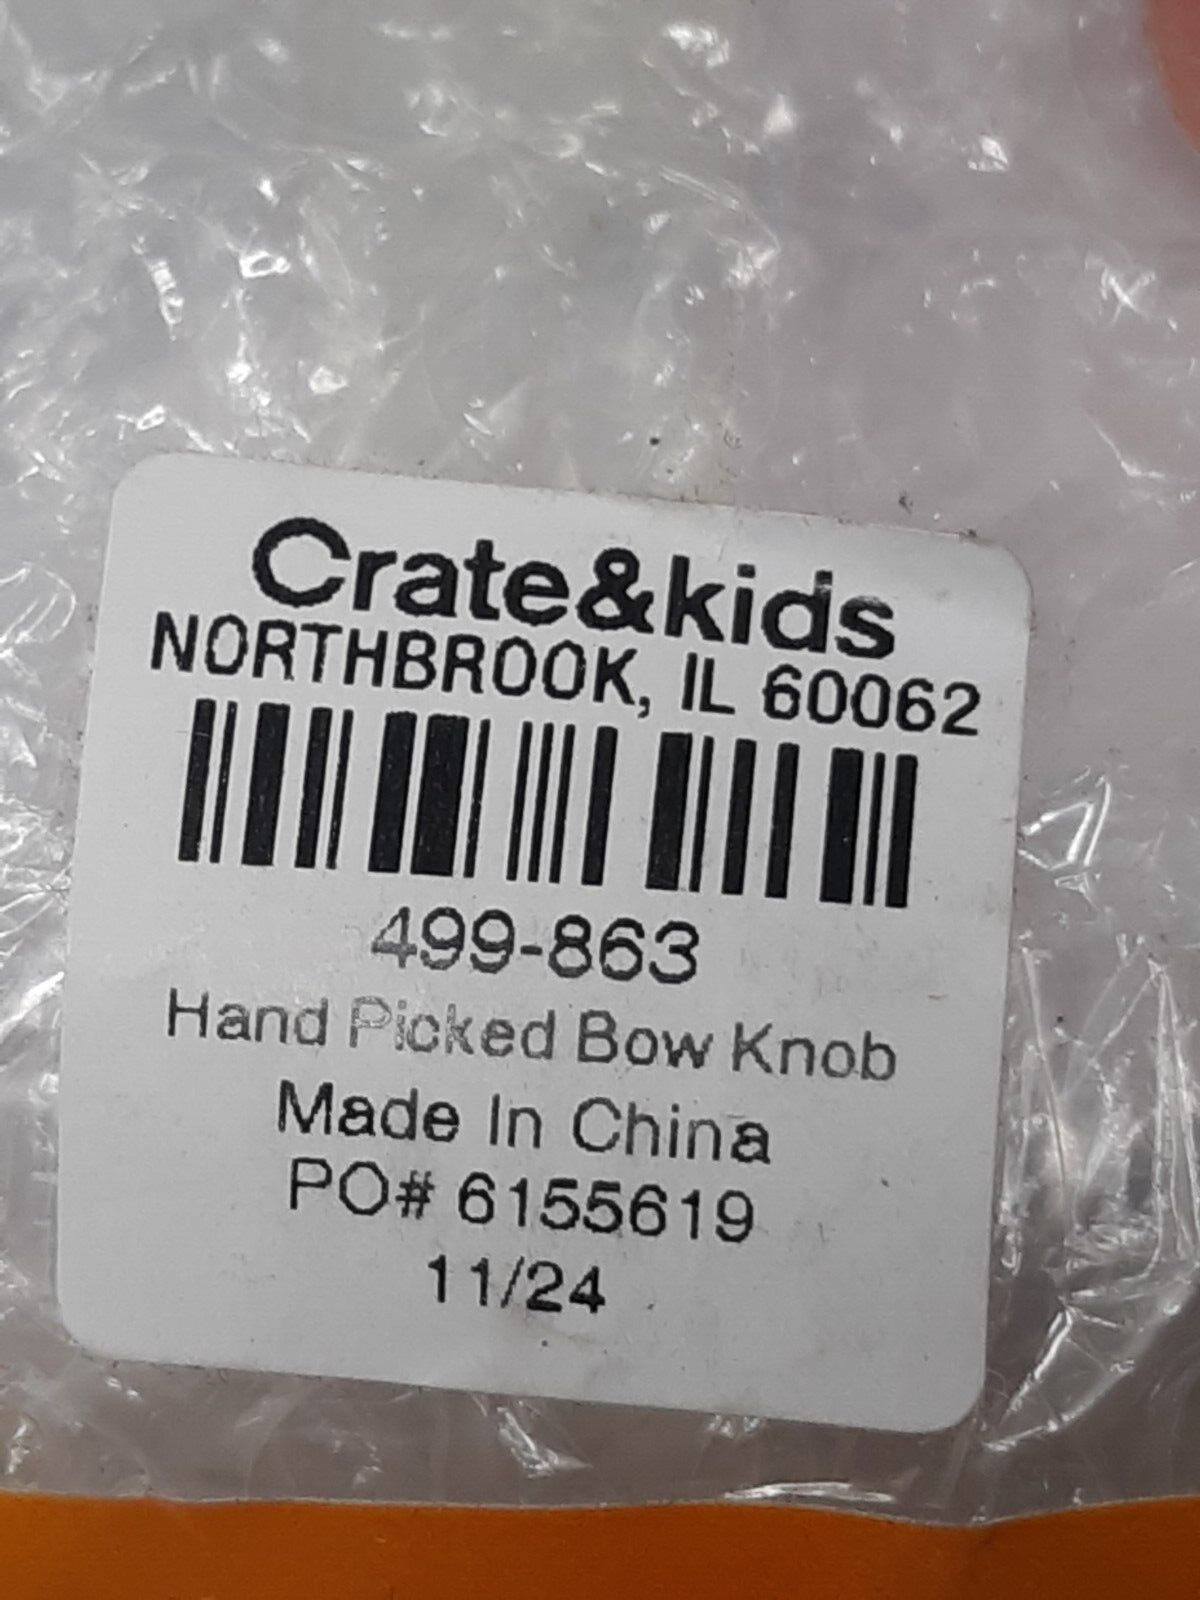 Crate&kids
NORTHBROOK, IL 60062
499-863
Hand Picked Bow Knob
Made In China
PO# 6155619
11/24